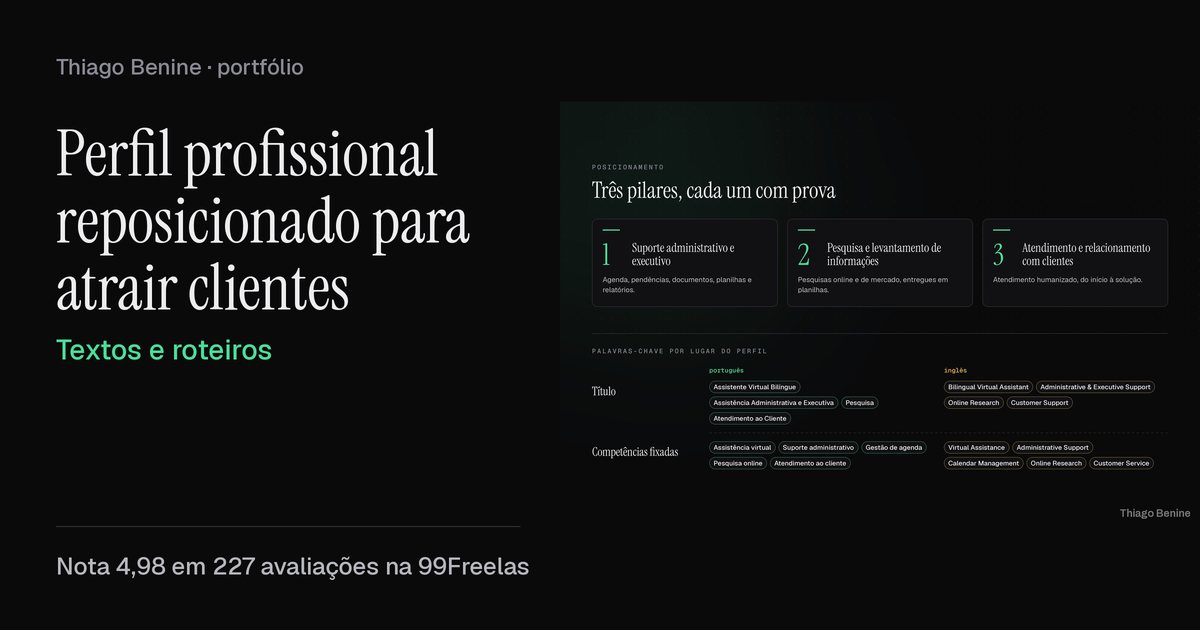 Thiago Benine · portfólio
Perfil profissional
reposicionado para
atrair clientes
Textos e roteiros
Nota 4,98 em 227 avaliações na 99Freelas
POSICIONAMENTO
Três pilares, cada um com prova
1
Suporte administrativo e
executivo
Agenda, pendências, documentos, planilhas e
relatórios.
2
Pesquisa e levantamento de
informações
Pesquisas online e de mercado, entregues em
planilhas.
3
Atendimento e relacionamento
com clientes
Atendimento humanizado, do início à solução.
PALAVRAS-CHAVE POR LUGAR DO PERFIL
português
inglês
Título
Assistente Virtual Bilíngue
Assistência Administrativa e Executiva Pesquisa
Atendimento ao Cliente
Bilingual Virtual Assistant Administrative & Executive Support
Online Research Customer Support
Competências fixadas
Assistência virtual Suporte administrativo Gestão de agenda
Pesquisa online Atendimento ao cliente
Virtual Assistance Administrative Support
Calendar Management Online Research Customer Service
Thiago Benine